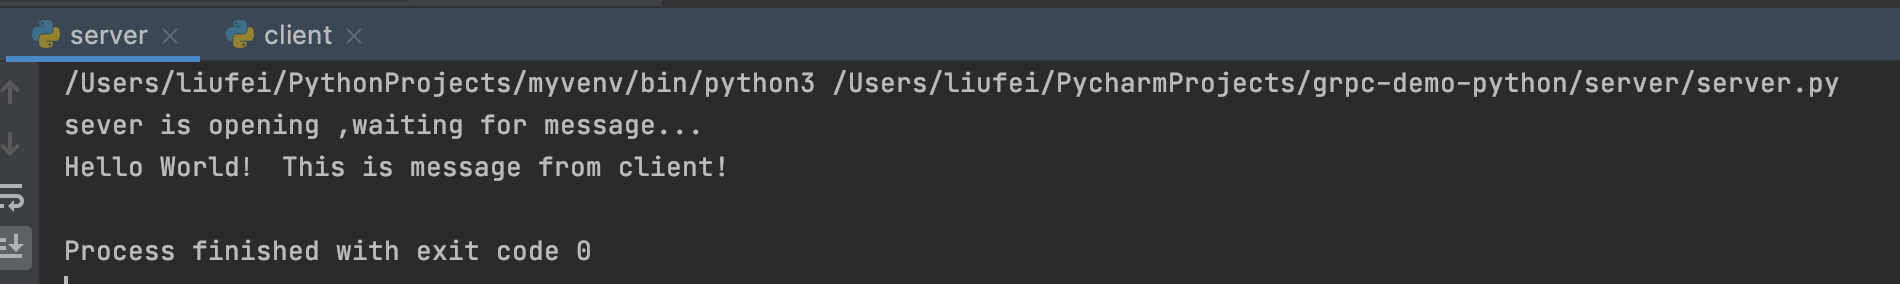 server
client
/Users/liufei/PythonProjects/myvenv/bin/python3 /Users/liufei/PycharmProjects/grpc-demo-python/server/server.py
sever is opening ,waiting for message...
Hello World!  This is message from client!
Process finished with exit code 0